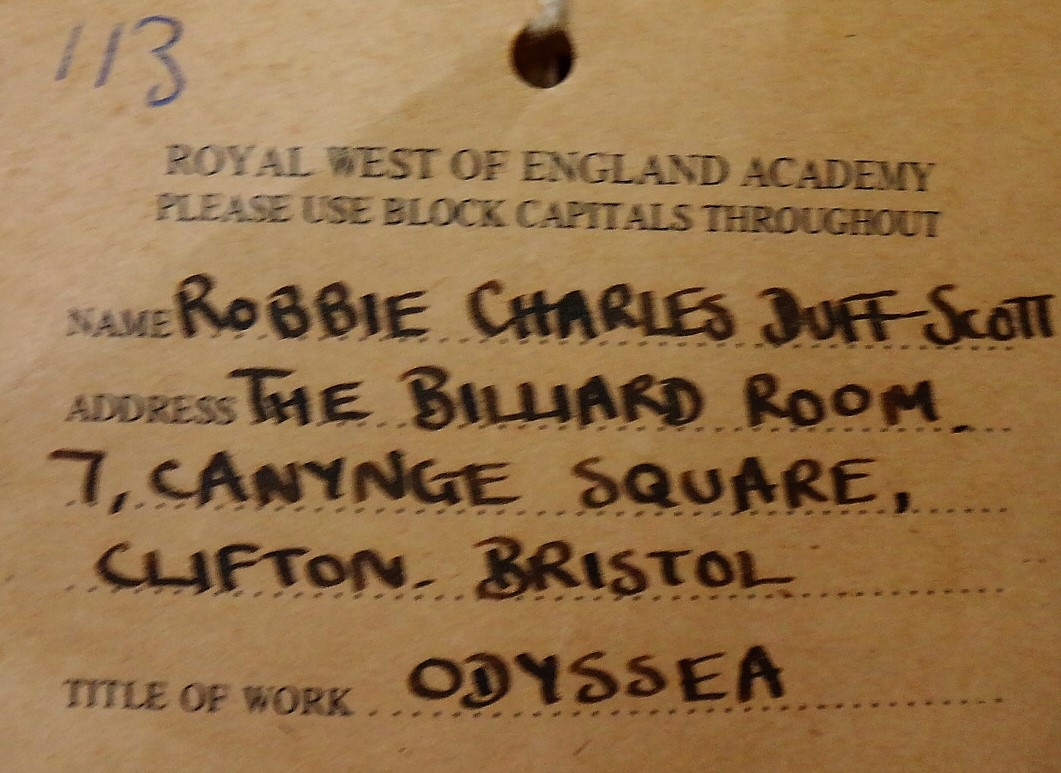 113
ROYAL WEST OF ENGLAND ACADEMY
PLEASE USE BLOCK CAPITALS THROUGHOUT
NAME ROBBIE CHARLES DUFF-SCOTT
ADDRESS THE BILLIARD ROOM.
7, CANYNGE SQUARE,
CLIFTON. BRISTOL
TITLE OF WORK ODYSSEA